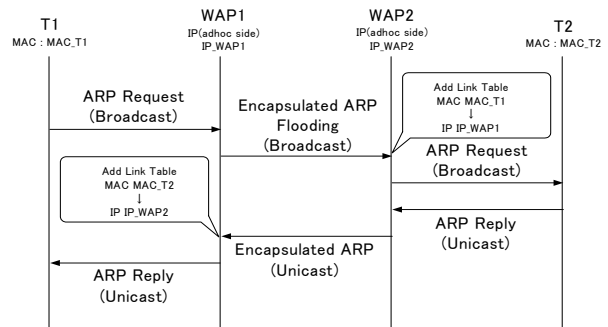 T1
MAC : MAC_T1
WAP1
IP(adhoc side)
IP_WAP1
WAP2
IP(adhoc side)
IP_WAP2
T2
MAC : MAC_T2
ARP Request
(Broadcast)
Encapsulated ARP
Flooding
(Broadcast)
Add Link Table
MAC MAC_T1
↓
IP IP_WAP1
ARP Request
(Broadcast)
Add Link Table
MAC MAC_T2
↓
IP IP_WAP2
ARP Reply
(Unicast)
Encapsulated ARP
(Unicast)
ARP Reply
(Unicast)